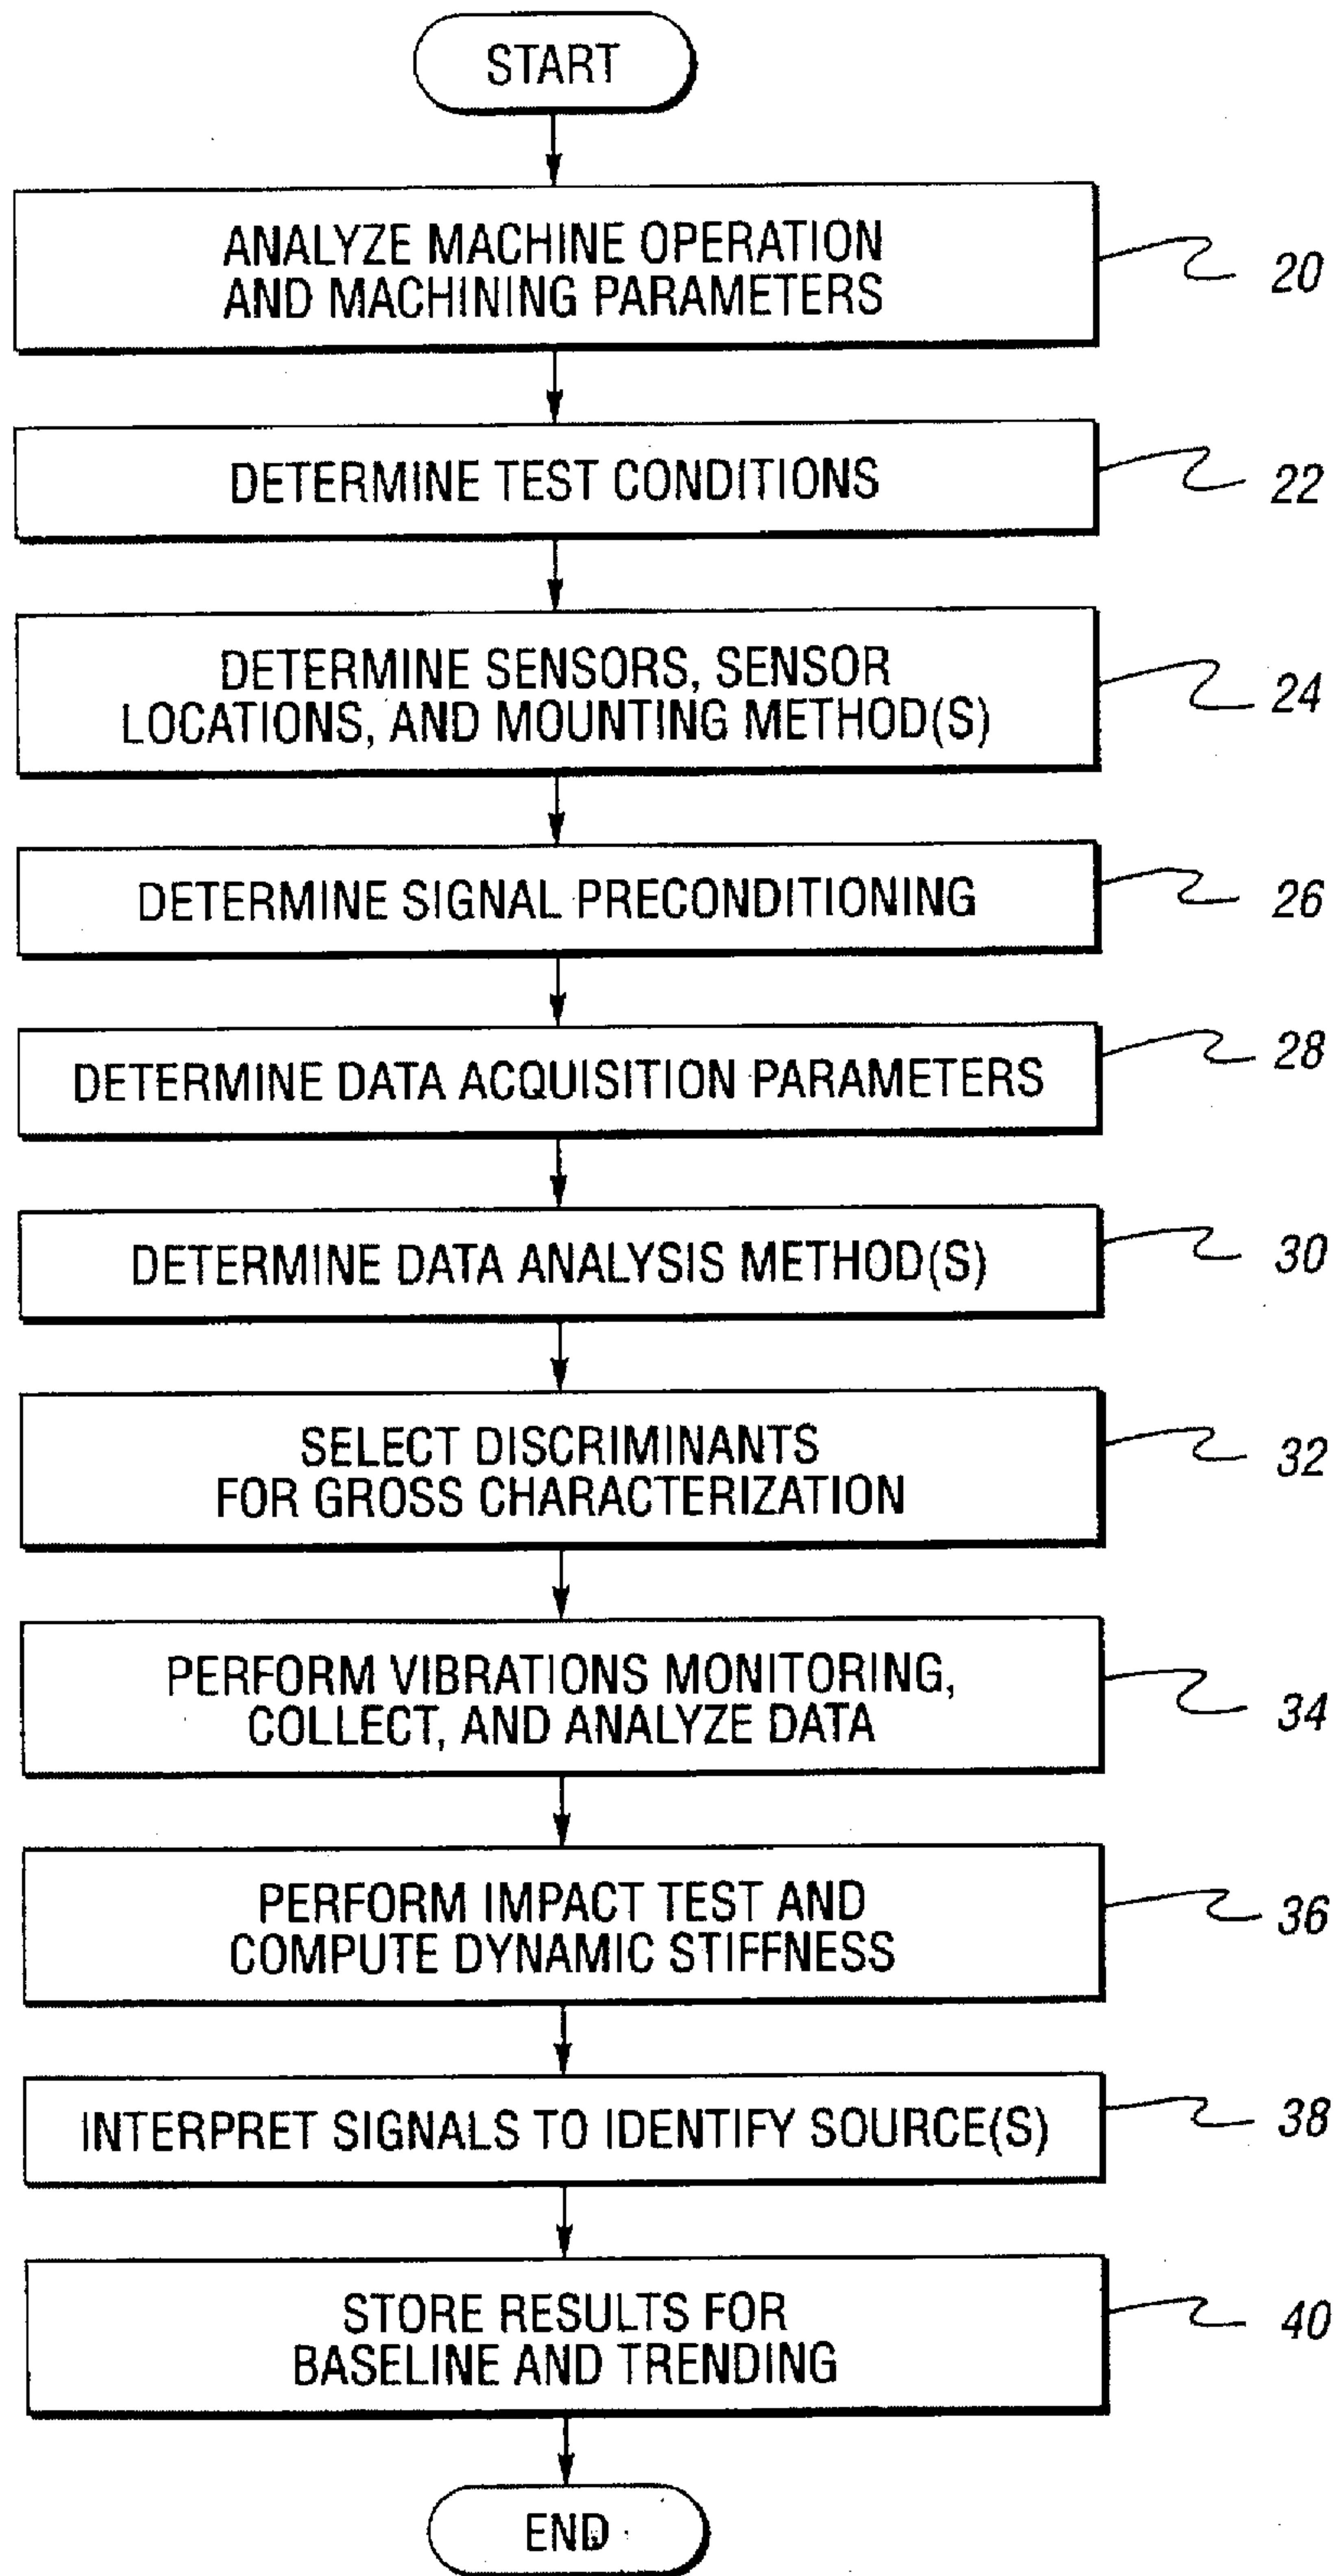 START
ANALYZE MACHINE OPERATION
AND MACHINING PARAMETERS
20
DETERMINE TEST CONDITIONS
22
DETERMINE SENSORS, SENSOR
LOCATIONS, AND MOUNTING METHOD(S)
24
DETERMINE SIGNAL PRECONDITIONING
26
DETERMINE DATA ACQUISITION PARAMETERS
28
DETERMINE DATA ANALYSIS METHOD(S)
30
SELECT DISCRIMINANTS
FOR GROSS CHARACTERIZATION
32
PERFORM VIBRATIONS MONITORING,
COLLECT, AND ANALYZE DATA
34
PERFORM IMPACT TEST AND
COMPUTE DYNAMIC STIFFNESS
36
INTERPRET SIGNALS TO IDENTIFY SOURCE(S)
38
STORE RESULTS FOR
BASELINE AND TRENDING
40
END